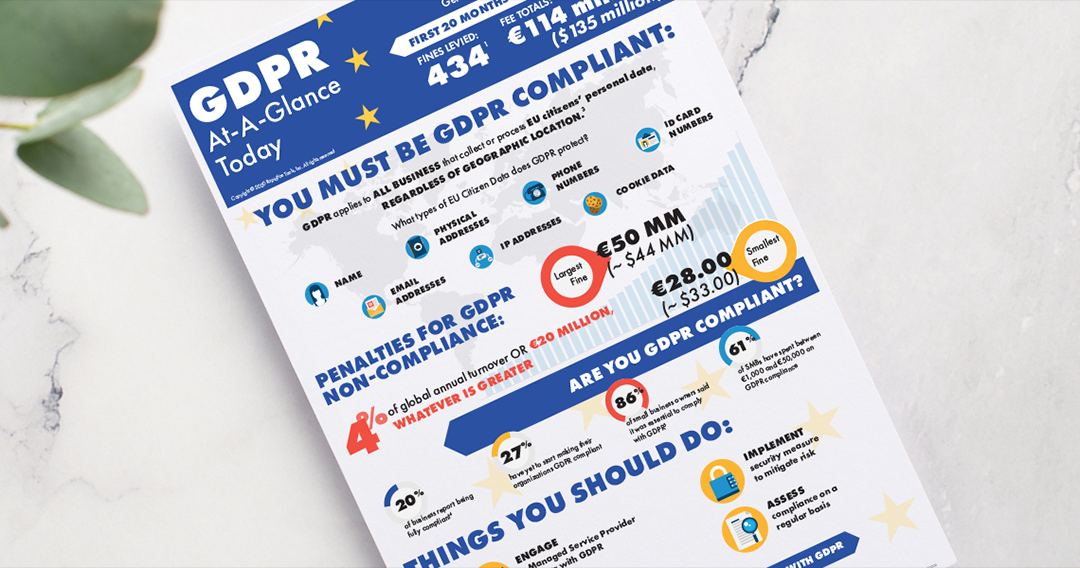 FIRST 20 MONTHS
FINES LEVIED:
434¹
FEE TOTALS:
€114
($135 million)
GDPR
At-A-Glance
Today
YOU MUST BE GDPR COMPLIANT:
GDPR applies to ALL BUSINESS that collect or process EU citizens' personal data,
REGARDLESS OF GEOGRAPHIC LOCATION.³
What types of EU Citizen Data does GDPR protect?
NAME
EMAIL
ADDRESSES
PHYSICAL
ADDRESSES
IP ADDRESSES
PHONE
NUMBERS
COOKIE DATA
ID CARD
NUMBERS
PENALTIES FOR GDPR
NON-COMPLIANCE:
4% of global annual turnover OR €20 MILLION,
WHATEVER IS GREATER
Largest
Fine
€50 MM
(~ $44 MM)
€28.00
(~ $33.00)
Smallest
Fine
ARE YOU GDPR COMPLIANT?
20%
of business report being
fully compliant⁴
27%
have yet to start making their
organizations GDPR compliant
86%
of small business owners said
it was essential to comply
with GDPR²
61%
of SMBs have spent between
€1,000 and €50,000 on
GDPR compliance
THINGS YOU SHOULD DO:
ENGAGE
Managed Service Provider
with GDPR
IMPLEMENT
security measure
to mitigate risk
ASSESS
compliance on a
regular basis
WITH GDPR